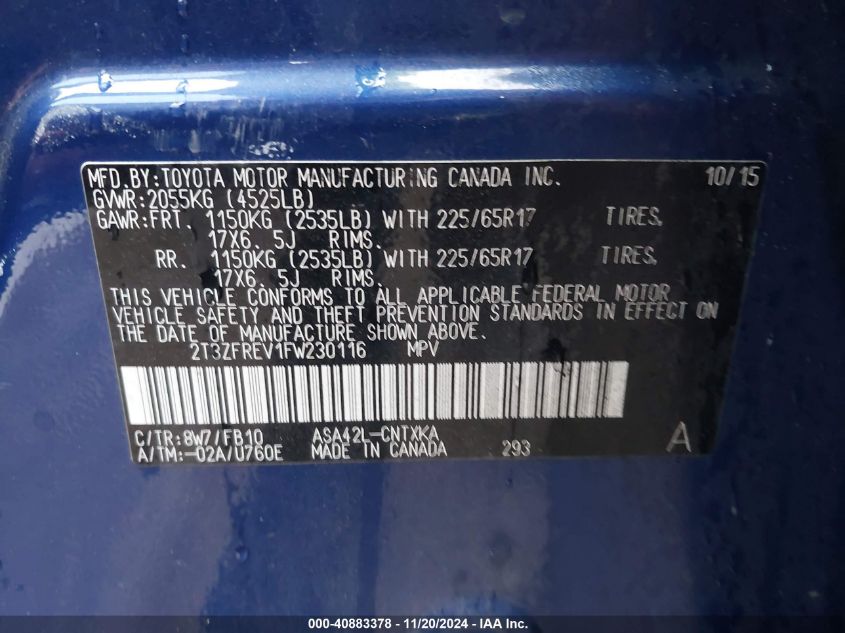 MFD. BY: TOYOTA MOTOR MANUFACTURING CANADA INC. 10/15
GVWR: 2055KG (4525LB)
GAWR: FRT. 1150KG (2535LB) WITH 225/65R17 TIRES,
17X6. 5J RIMS.
RR. 1150KG (2535LB) WITH 225/65R17 TIRES,
17X6. 5J RIMS.
THIS VEHICLE CONFORMS TO ALL APPLICABLE FEDERAL MOTOR
VEHICLE SAFETY AND THEFT PREVENTION STANDARDS IN EFFECT ON
THE DATE OF MANUFACTURE SHOWN ABOVE.
2T3ZFREV1FW230116 MPV
C/TR: 8W7/FB10 ASA42L-CNTXKA A
A/TM: -02A/U760E MADE IN CANADA 293
000-40883378 - 11/20/2024 - IAA Inc.